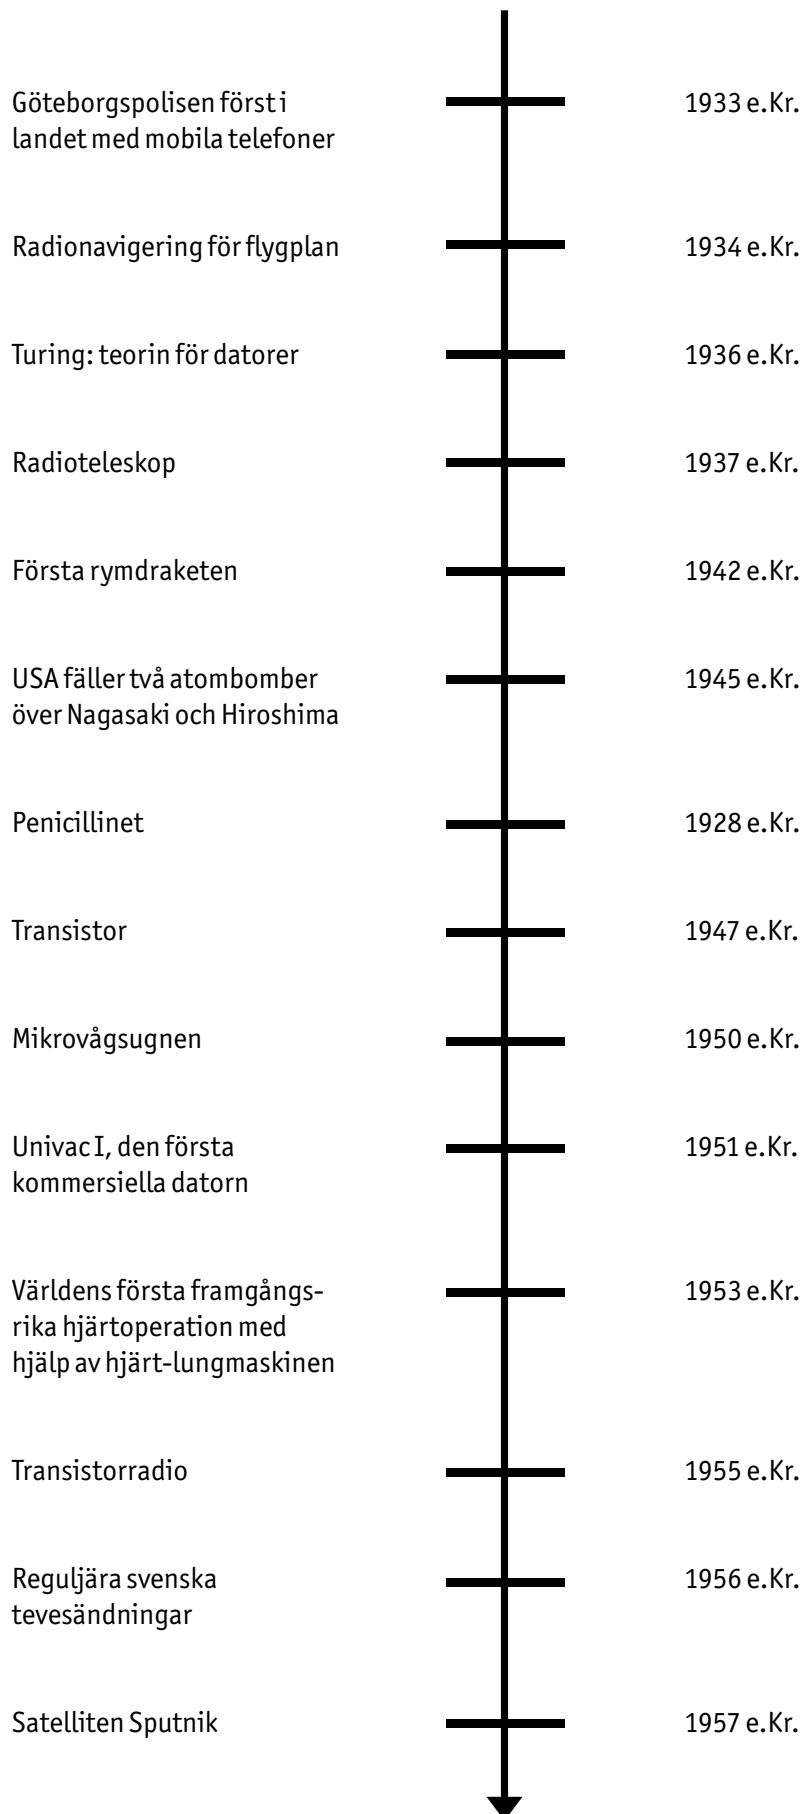 Göteborgspolisen först i
landet med mobila telefoner
1933 e.Kr.
Radionavigering för flygplan
1934 e.Kr.
Turing: teorin för datorer
1936 e.Kr.
Radioteleskop
1937 e.Kr.
Första rymdraketen
1942 e.Kr.
USA fäller två atombomber
över Nagasaki och Hiroshima
1945 e.Kr.
Penicillinet
1928 e.Kr.
Transistor
1947 e.Kr.
Mikrovågsugnen
1950 e.Kr.
Univac I, den första
kommersiella datorn
1951 e.Kr.
Världens första framgångs-
rika hjärtoperation med
hjälp av hjärt-lungmaskinen
1953 e.Kr.
Transistorradio
1955 e.Kr.
Reguljära svenska
tevesändningar
1956 e.Kr.
Satelliten Sputnik
1957 e.Kr.